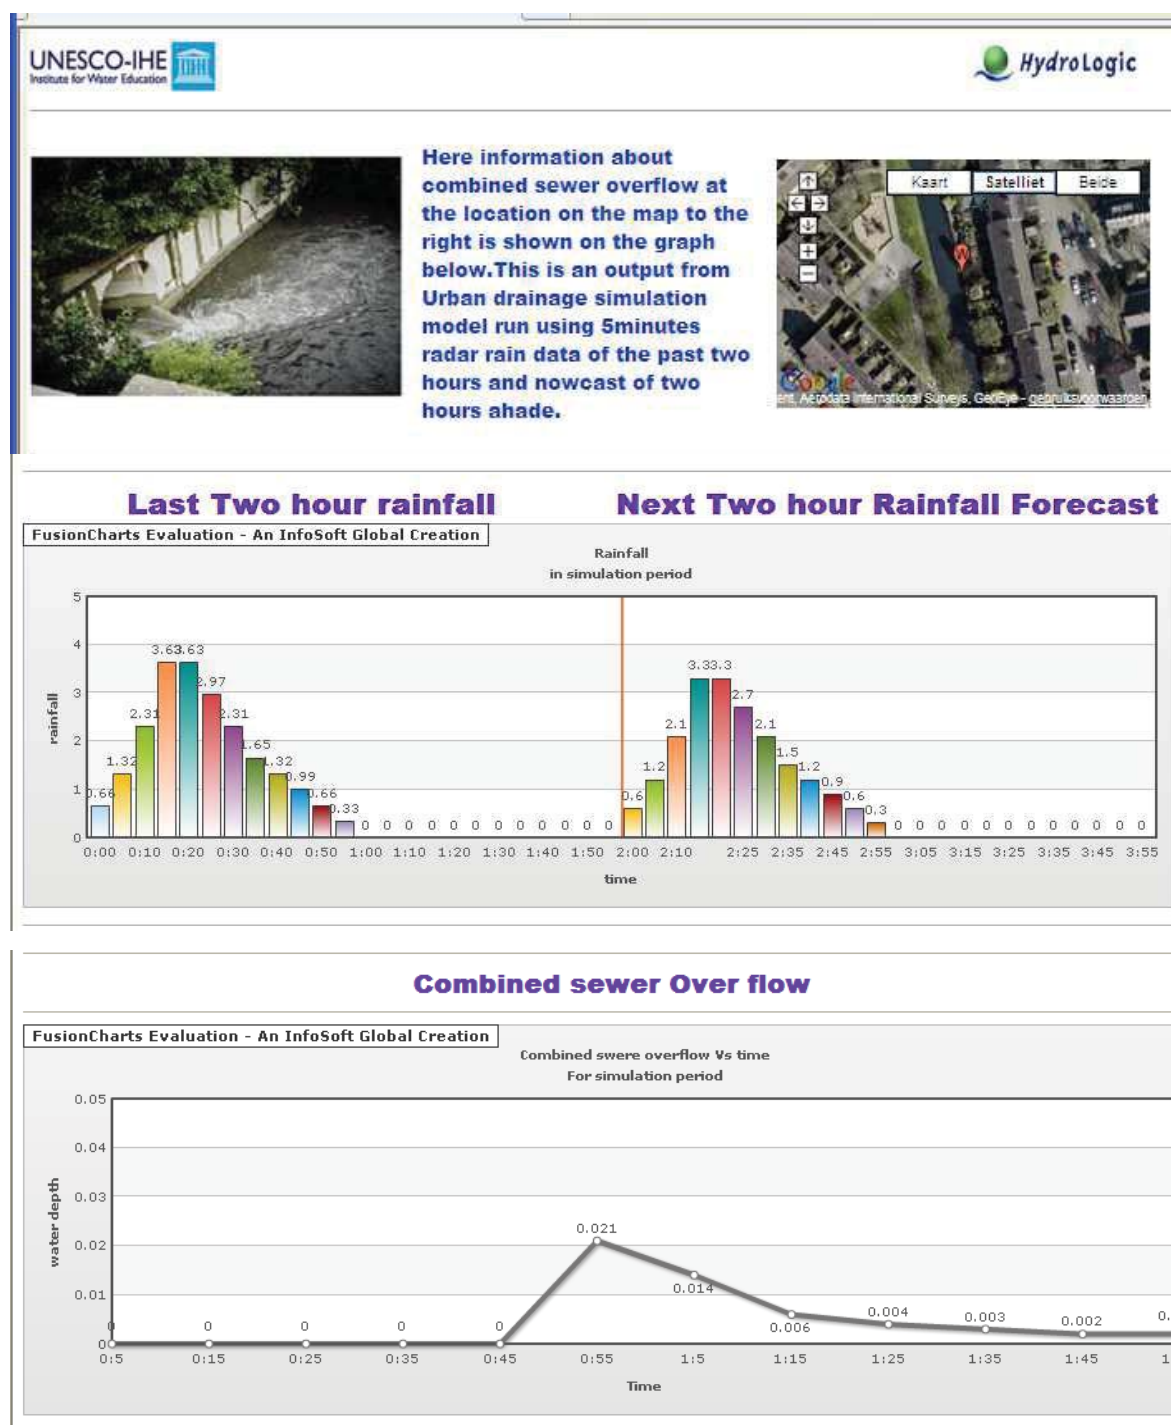 UNESCO-IHE
Institute for Water Education
HydroLogic
Here information about
combined sewer overflow at
the location on the map to the
right is shown on the graph
below.This is an output from
Urban drainage simulation
model run using 5minutes
radar rain data of the past two
hours and nowcast of two
hours ahade.
Kaart Satelliet Beide
W
Google
Aerodata International Surveys, GeoEye - gebruiksvoorwaarden
Last Two hour rainfall
Next Two hour Rainfall Forecast
FusionCharts Evaluation - An InfoSoft Global Creation
Rainfall
in simulation period
rainfall
5
4
3
2
1
0
0.66 1.32 2.31 3.63 3.63 2.97 2.31 1.65 1.32 0.99 0.66 0.33 0 0 0 0 0 0 0 0 0 0 0 0
0.6 1.2 2.1 3.3 3.3 2.7 2.1 1.5 1.2 0.9 0.6 0.3 0 0 0 0 0 0 0 0 0 0 0 0
0:00 0:10 0:20 0:30 0:40 0:50 1:00 1:10 1:20 1:30 1:40 1:50 2:00 2:10 2:25 2:35 2:45 2:55 3:05 3:15 3:25 3:35 3:45 3:55
time
Combined sewer Over flow
FusionCharts Evaluation - An InfoSoft Global Creation
Combined swere overflow Vs time
For simulation period
water depth
0.05
0.04
0.03
0.02
0.01
0
0 0 0 0 0 0.021 0.014 0.006 0.004 0.003 0.002 0.
0:5 0:15 0:25 0:35 0:45 0:55 1:5 1:15 1:25 1:35 1:45 1
Time